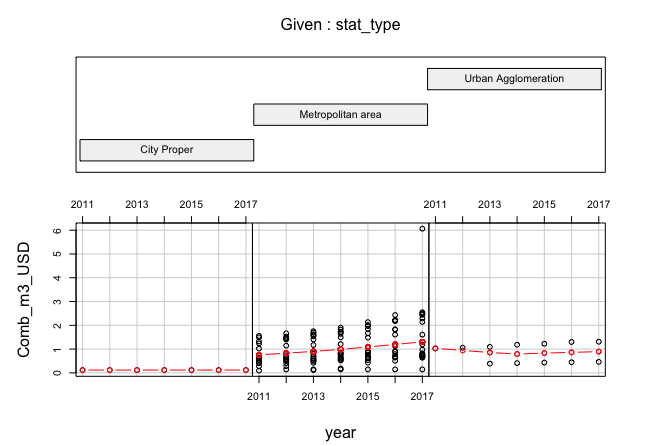 Given : stat_type
Urban Agglomeration
Metropolitan area
City Proper
2011 2013 2015 2017 2011 2013 2015 2017
Comb_m3_USD
6
5
4
3
2
1
0
2011 2013 2015 2017
year